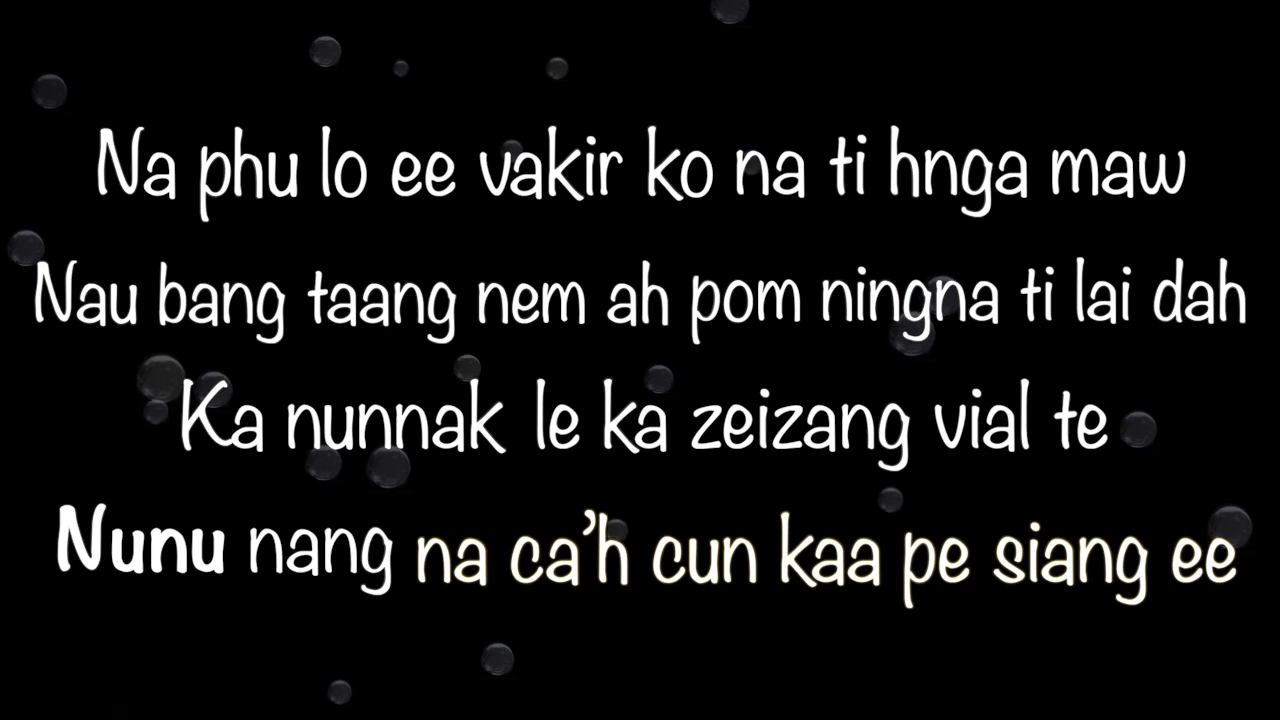 Na phu lo ee vakir ko na ti hnga maw
Nau bang taang nem ah pom ningna ti lai dah
Ka nunnak le ka zeizang vial te
Nunu nang na ca’h cun kaa pe siang ee